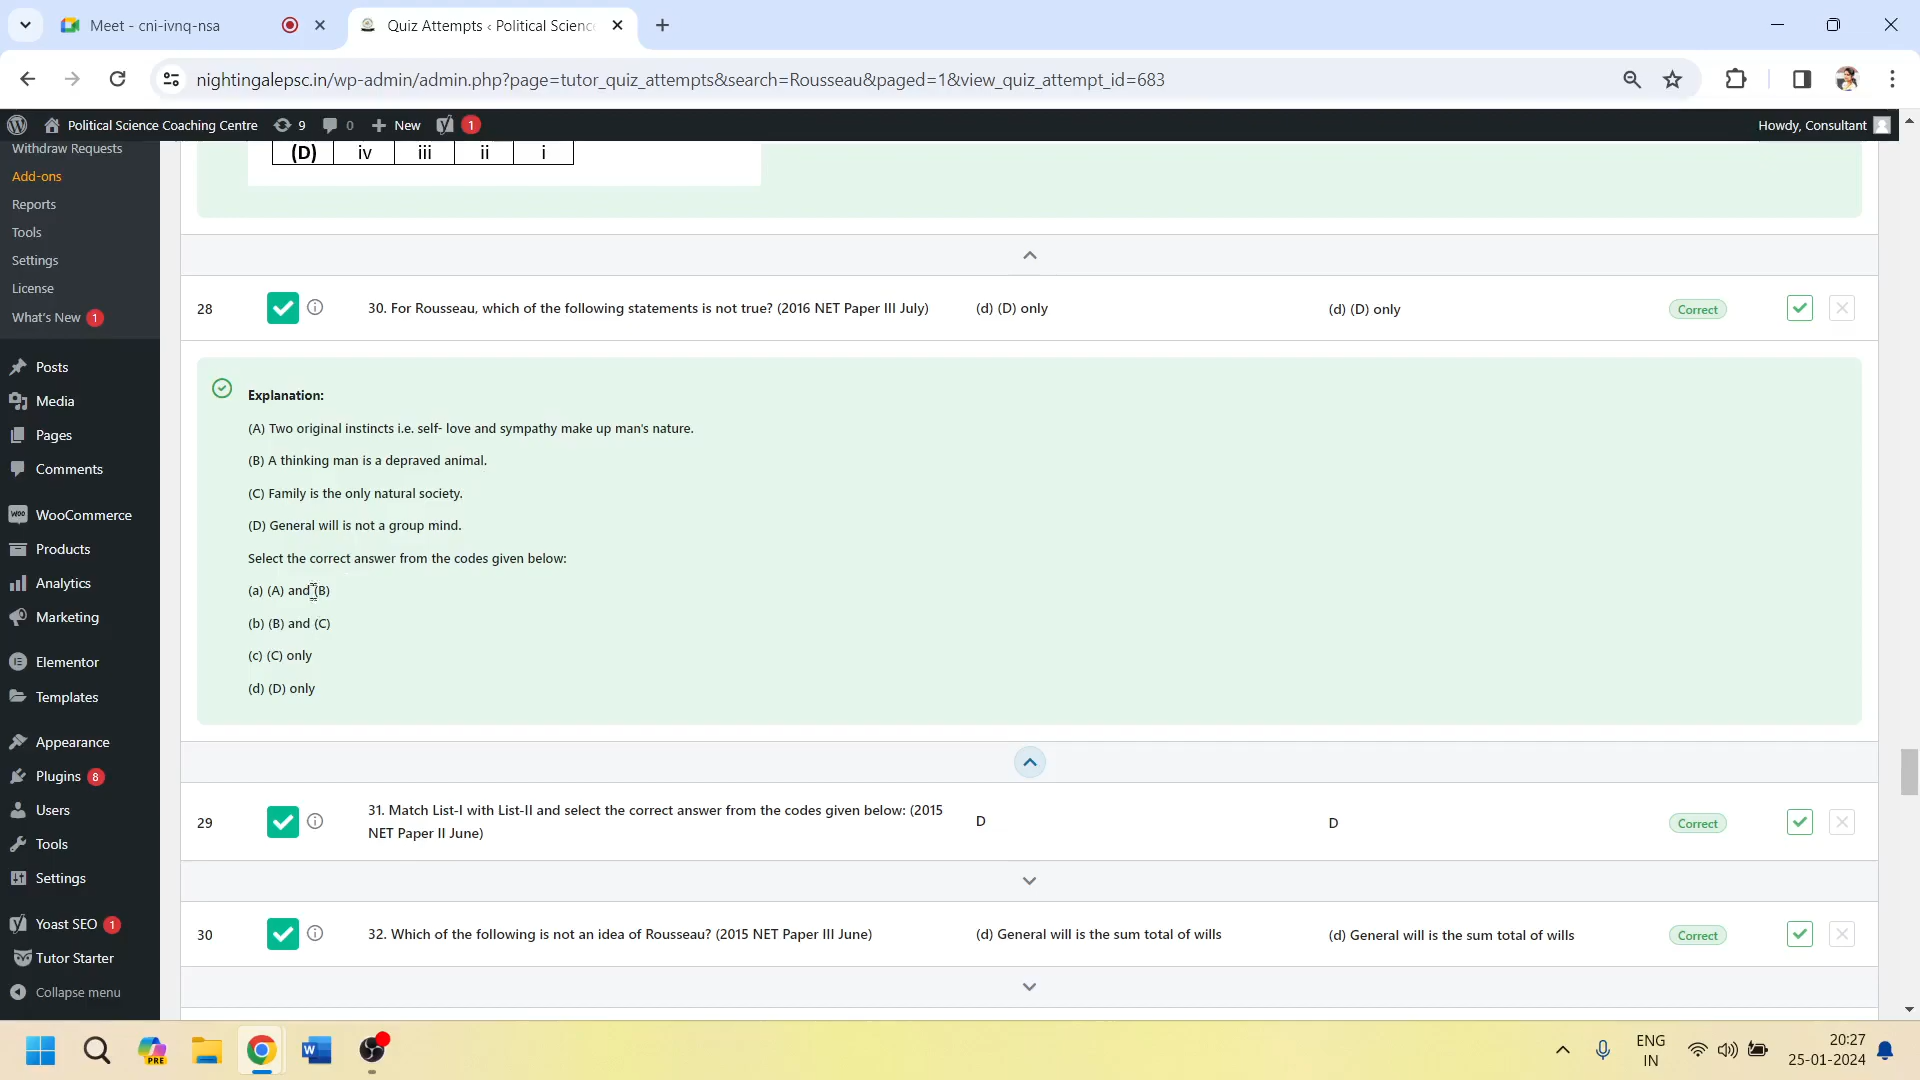 Meet - cni-ivnq-nsa
Quiz Attempts ‹ Political Science
nightingalepsc.in/wp-admin/admin.php?page=tutor_quiz_attempts&search=Rousseau&paged=1&view_quiz_attempt_id=683
Political Science Coaching Centre 9 0 New 1 Howdy, Consultant
Withdraw Requests
Add-ons
Reports
Tools
Settings
License
What's New 1
Posts
Media
Pages
Comments
WooCommerce
Products
Analytics
Marketing
Elementor
Templates
Appearance
Plugins 8
Users
Tools
Settings
Yoast SEO 1
Tutor Starter
Collapse menu
(D) iv iii ii i
28 30. For Rousseau, which of the following statements is not true? (2016 NET Paper III July) (d) (D) only (d) (D) only Correct
Explanation:
(A) Two original instincts i.e. self- love and sympathy make up man's nature.
(B) A thinking man is a depraved animal.
(C) Family is the only natural society.
(D) General will is not a group mind.
Select the correct answer from the codes given below:
(a) (A) and (B)
(b) (B) and (C)
(c) (C) only
(d) (D) only
29 31. Match List-I with List-II and select the correct answer from the codes given below: (2015 D D Correct
NET Paper II June)
30 32. Which of the following is not an idea of Rousseau? (2015 NET Paper III June) (d) General will is the sum total of wills (d) General will is the sum total of wills Correct
PRE
ENG 20:27
IN 25-01-2024